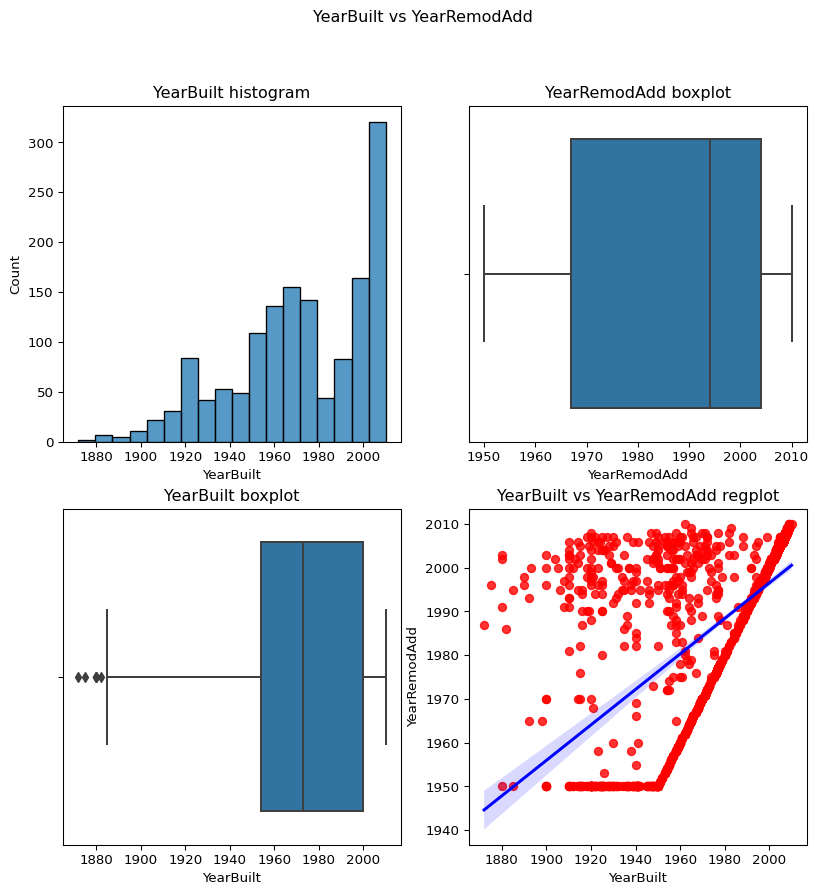 YearBuilt vs YearRemodAdd
YearBuilt histogram
300
250
200
150
100
50
0
Count
1880 1900 1920 1940 1960 1980 2000
YearBuilt
YearRemodAdd boxplot
1950 1960 1970 1980 1990 2000 2010
YearRemodAdd
YearBuilt boxplot
1880 1900 1920 1940 1960 1980 2000
YearBuilt
YearBuilt vs YearRemodAdd regplot
2010
2000
1990
1980
1970
1960
1950
1940
YearRemodAdd
1880 1900 1920 1940 1960 1980 2000
YearBuilt